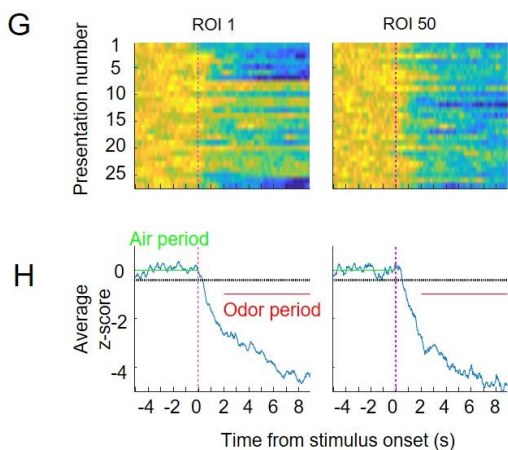 G
ROI 1
ROI 50
Presentation number
1
5
10
15
20
25
H
Air period
Odor period
Average
z-score
0
-2
-4
-4 -2 0 2 4 6 8
-4 -2 0 2 4 6 8
Time from stimulus onset (s)